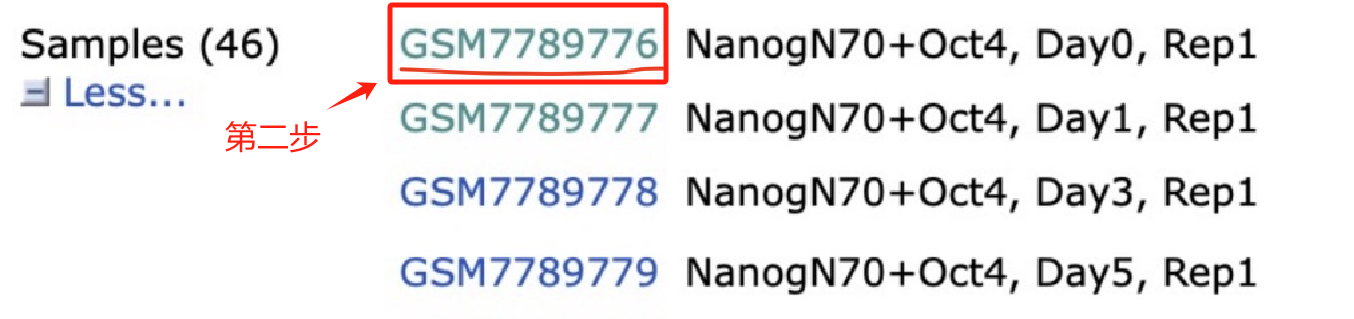 Samples (46) GSM7789776 NanogN70+Oct4, Day0, Rep1
Less...
第二步
GSM7789777 NanogN70+Oct4, Day1, Rep1
GSM7789778 NanogN70+Oct4, Day3, Rep1
GSM7789779 NanogN70+Oct4, Day5, Rep1